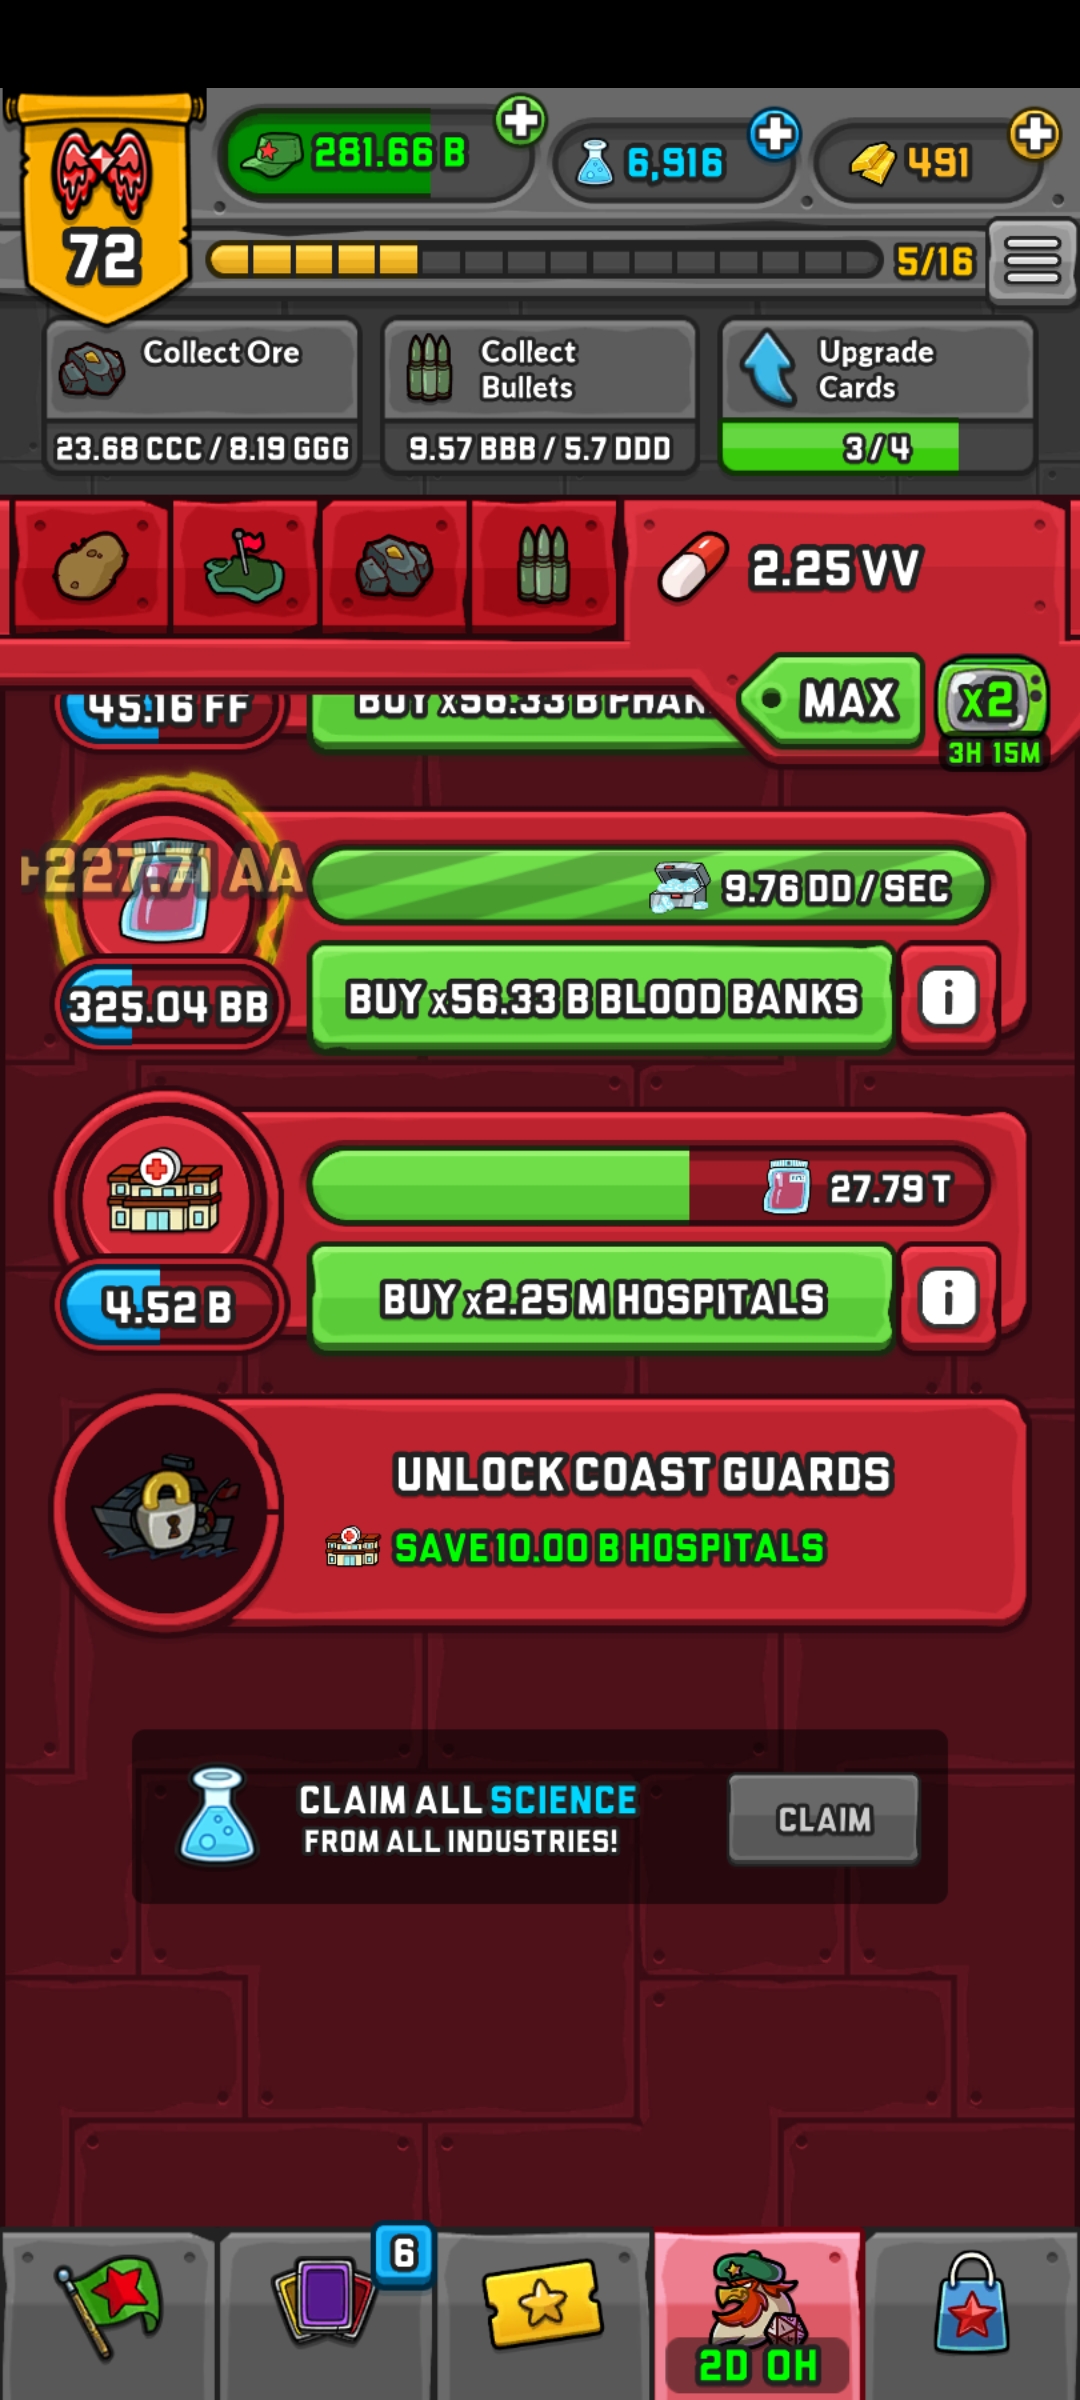 281.66 B
6,916
491
72
5/16
Collect Ore
23.68 CCC / 8.19 GGG
Collect
Bullets
9.57 BBB / 5.7 DDD
Upgrade
Cards
3/4
2.25 VV
MAX
x2
3H 15M
45.16 FF
BUY x56.33 B PHAR
+227.71 AA
9.76 DD / SEC
325.04 BB
BUY x56.33 B BLOOD BANKS
i
27.79 T
4.52 B
BUY x2.25 M HOSPITALS
i
UNLOCK COAST GUARDS
SAVE 10.00 B HOSPITALS
CLAIM ALL SCIENCE
FROM ALL INDUSTRIES!
CLAIM
6
2D 0H